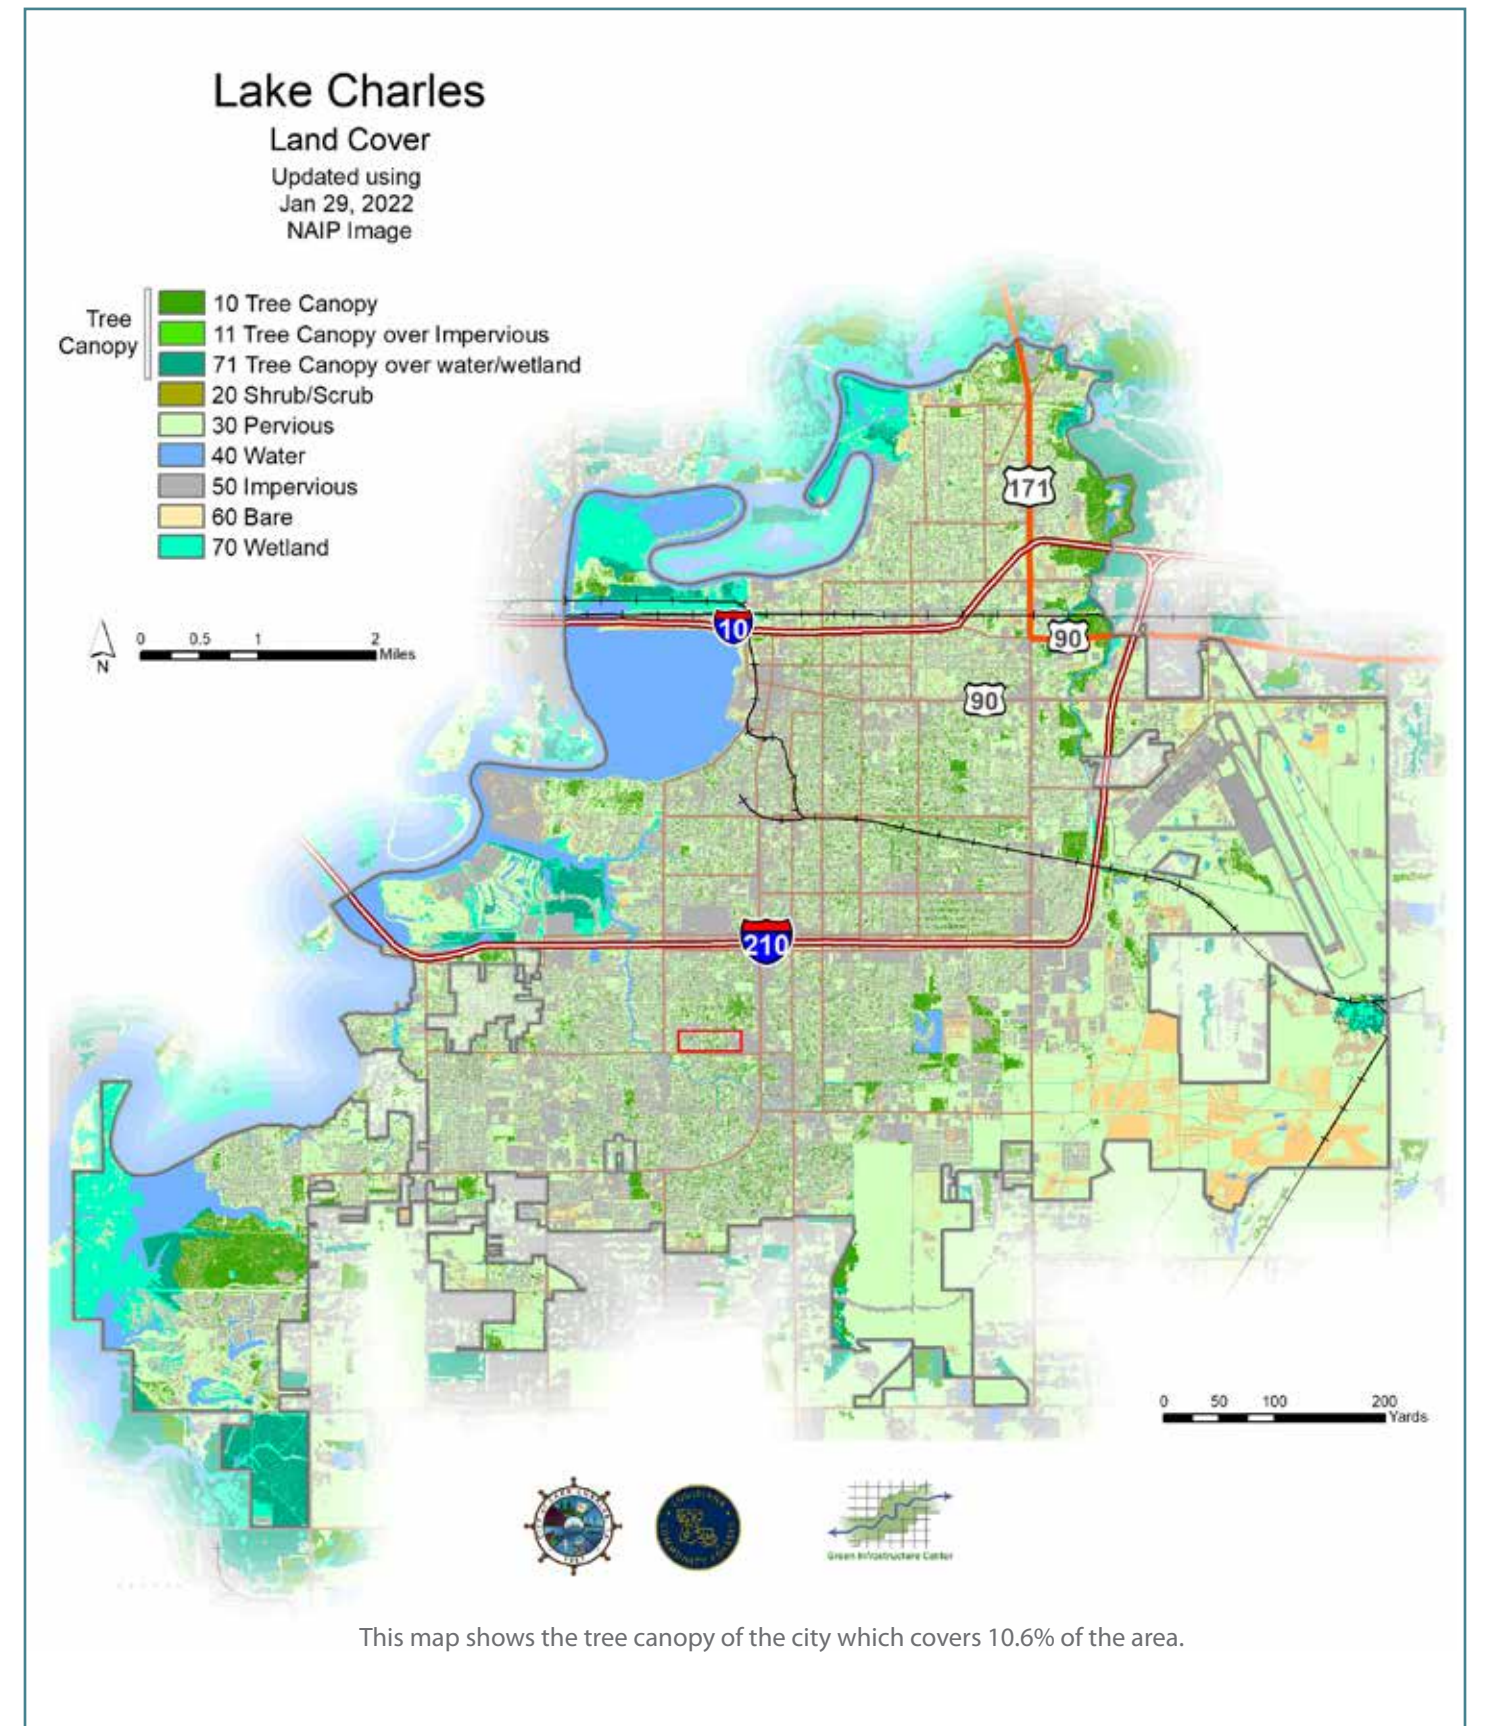 Lake Charles
Land Cover
Updated using
Jan 29, 2022
NAIP Image
Tree
Canopy
10 Tree Canopy
11 Tree Canopy over Impervious
71 Tree Canopy over water/wetland
20 Shrub/Scrub
30 Pervious
40 Water
50 Impervious
60 Bare
70 Wetland
N
0 0.5 1 2
Miles
171
10
90
90
210
0 50 100 200
Yards
Green Infrastructure Center
This map shows the tree canopy of the city which covers 10.6% of the area.